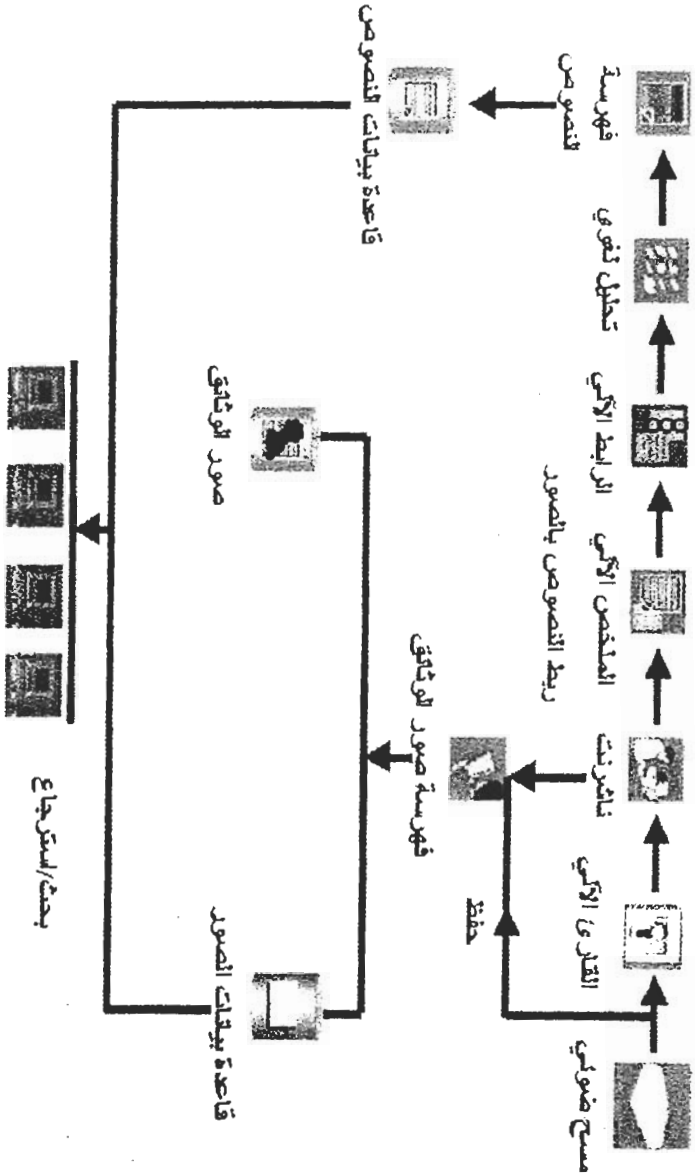 مسح ضوئي
القارئ الآلي
ناشرنت
الملخص الآلي
الرابط الآلي
تحليل لغوي
فهرسة
النصوص
ربط النصوص بالصور
حفظ
فهرسة صور الوثائق
قاعدة بيانات النصوص
صور الوثائق
قاعدة بيانات الصور
بحث/استرجاع